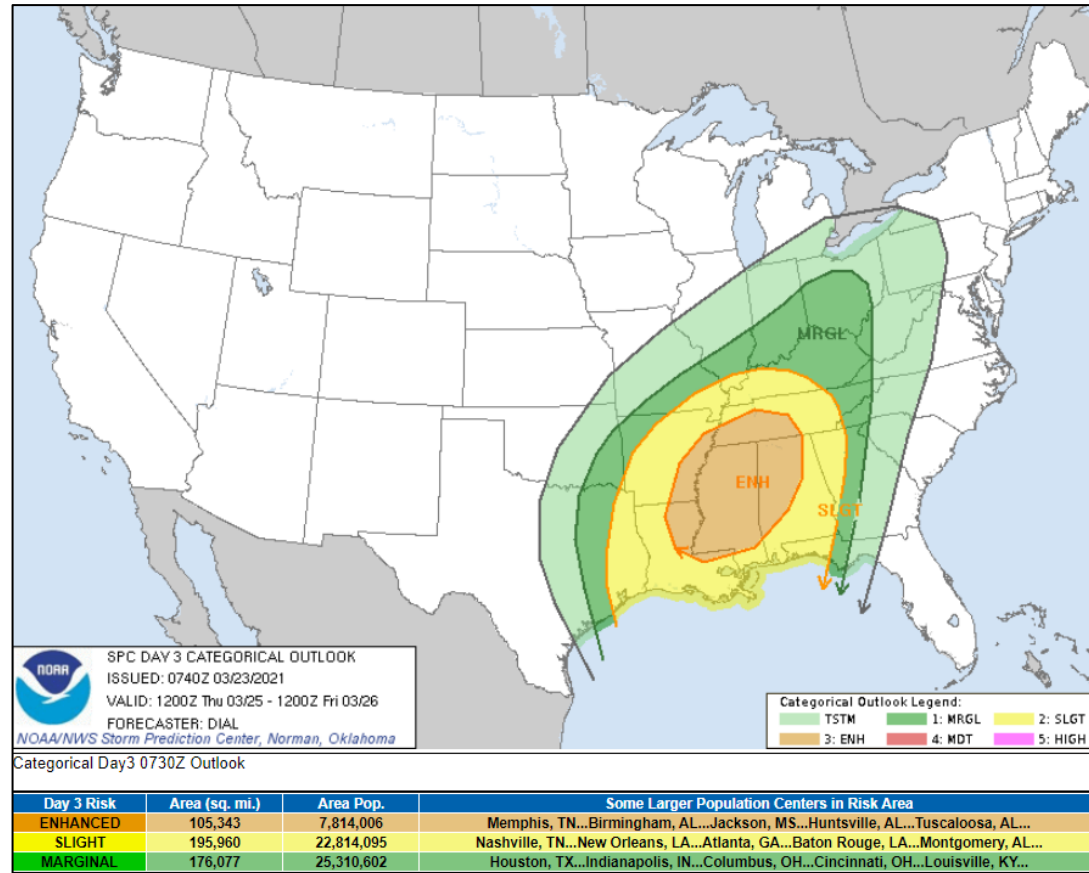 MRGL
ENH
SLGT
NOAA
SPC DAY 3 CATEGORICAL OUTLOOK
ISSUED: 0740Z 03/23/2021
VALID: 1200Z Thu 03/25 - 1200Z Fri 03/26
FORECASTER: DIAL
NOAA/NWS Storm Prediction Center, Norman, Oklahoma
Categorical Outlook Legend:
TSTM 1: MRGL 2: SLGT
3: ENH 4: MDT 5: HIGH
Categorical Day3 0730Z Outlook
Day 3 Risk Area (sq. mi.) Area Pop. Some Larger Population Centers in Risk Area
ENHANCED 105,343 7,814,006 Memphis, TN...Birmingham, AL...Jackson, MS...Huntsville, AL...Tuscaloosa, AL...
SLIGHT 195,960 22,814,095 Nashville, TN...New Orleans, LA...Atlanta, GA...Baton Rouge, LA...Montgomery, AL...
MARGINAL 176,077 25,310,602 Houston, TX...Indianapolis, IN...Columbus, OH...Cincinnati, OH...Louisville, KY...